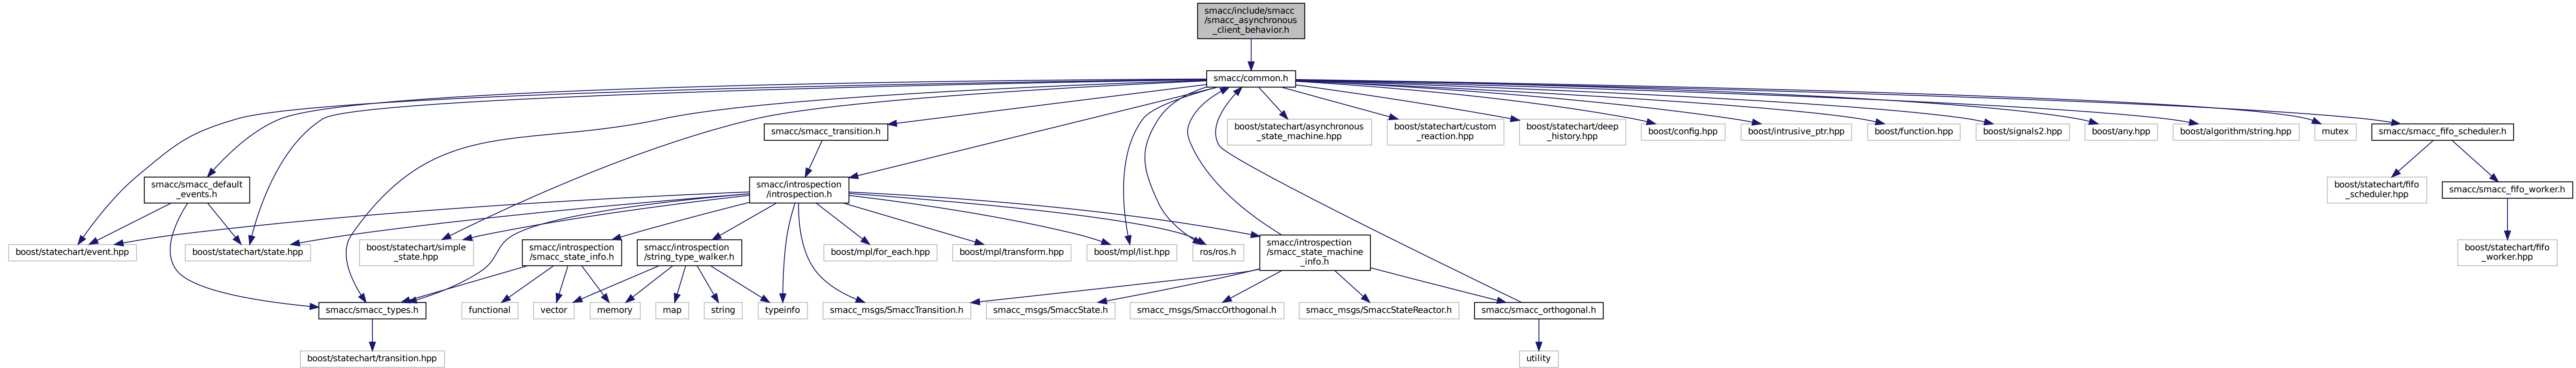 smacc/include/smacc
/smacc_asynchronous
_client_behavior.h
smacc/common.h
smacc/smacc_transition.h
boost/statechart/asynchronous
_state_machine.hpp
boost/statechart/custom
_reaction.hpp
boost/statechart/deep
_history.hpp
boost/config.hpp
boost/intrusive_ptr.hpp
boost/function.hpp
boost/signals2.hpp
boost/any.hpp
boost/algorithm/string.hpp
mutex
smacc/smacc_fifo_scheduler.h
smacc/smacc_default
_events.h
smacc/introspection
/introspection.h
boost/statechart/fifo
_scheduler.hpp
smacc/smacc_fifo_worker.h
boost/statechart/event.hpp
boost/statechart/state.hpp
boost/statechart/simple
_state.hpp
smacc/introspection
/smacc_state_info.h
smacc/introspection
/string_type_walker.h
boost/mpl/for_each.hpp
boost/mpl/transform.hpp
boost/mpl/list.hpp
ros/ros.h
smacc/introspection
/smacc_state_machine
_info.h
boost/statechart/fifo
_worker.hpp
smacc/smacc_types.h
functional
vector
memory
map
string
typeinfo
smacc_msgs/SmaccTransition.h
smacc_msgs/SmaccState.h
smacc_msgs/SmaccOrthogonal.h
smacc_msgs/SmaccStateReactor.h
smacc/smacc_orthogonal.h
boost/statechart/transition.hpp
utility